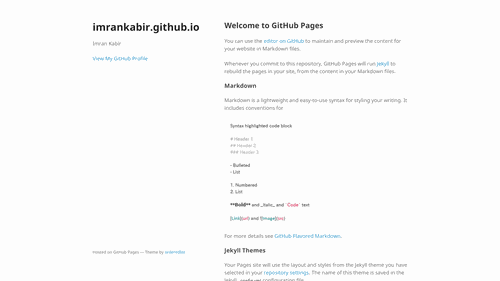 imrankabir.github.io
Imran Kabir
View My GitHub Profile
Welcome to GitHub Pages
You can use the editor on GitHub to maintain and preview the content for
your website in Markdown files.
Whenever you commit to this repository, GitHub Pages will run Jekyll to
rebuild the pages in your site, from the content in your Markdown files.
Markdown
Markdown is a lightweight and easy-to-use syntax for styling your writing. It
includes conventions for
Syntax highlighted code block
# Header 1
## Header 2
### Header 3
- Bulleted
- List
1. Numbered
2. List
**Bold** and _Italic_ and `Code` text
[Link](url) and ![Image](src)
For more details see GitHub Flavored Markdown.
Jekyll Themes
Your Pages site will use the layout and styles from the Jekyll theme you have
selected in your repository settings. The name of this theme is saved in the
Jekyll _config.yml configuration file.
Hosted on GitHub Pages — Theme by orderedlist